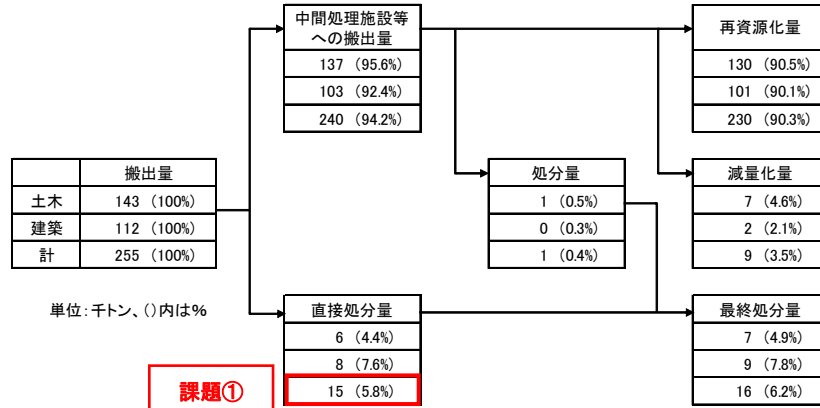 中間処理施設等
への搬出量
137 (95.6%)
103 (92.4%)
240 (94.2%)
再資源化量
130 (90.5%)
101 (90.1%)
230 (90.3%)
搬出量
土木 143 (100%)
建築 112 (100%)
計 255 (100%)
処分量
1 (0.5%)
0 (0.3%)
1 (0.4%)
減量化量
7 (4.6%)
2 (2.1%)
9 (3.5%)
単位:千トン、()内は%
直接処分量
6 (4.4%)
8 (7.6%)
15 (5.8%)
最終処分量
7 (4.9%)
9 (7.8%)
16 (6.2%)
課題①